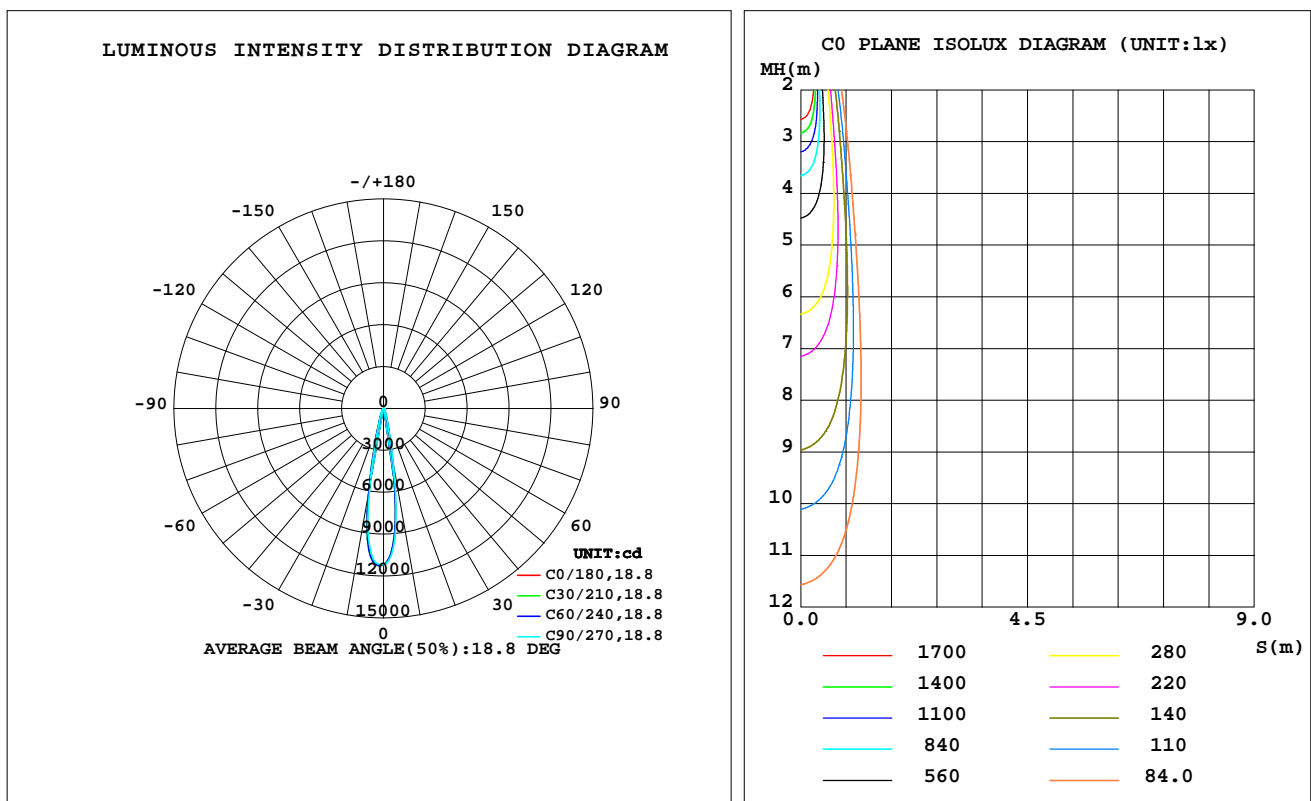 LUMINOUS INTENSITY DISTRIBUTION DIAGRAM
-/+180
-150 150
-120 120
-90 90
-60 60
-30 30
0
0
3000
6000
9000
12000
15000
UNIT:cd
C0/180,18.8
C30/210,18.8
C60/240,18.8
C90/270,18.8
AVERAGE BEAM ANGLE(50%):18.8 DEG
C0 PLANE ISOLUX DIAGRAM (UNIT:lx)
MH(m)
2
3
4
5
6
7
8
9
10
11
12
0.0 4.5 9.0
S(m)
1700 280
1400 220
1100 140
840 110
560 84.0